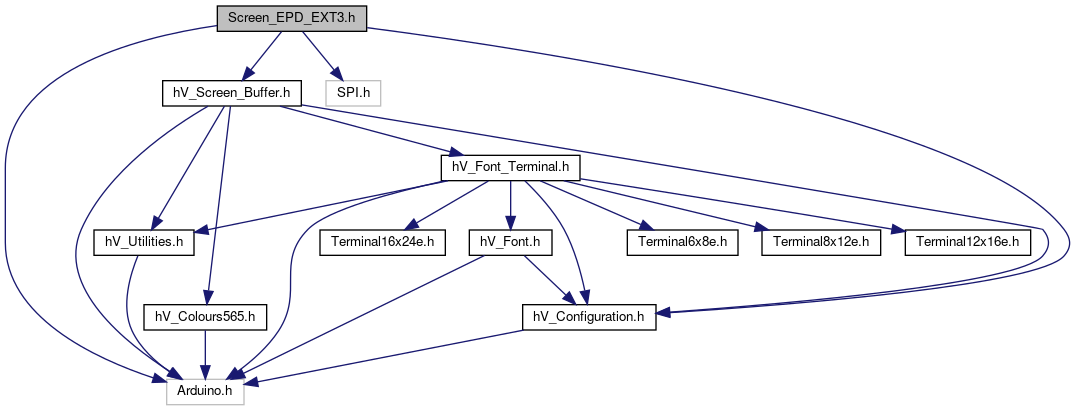 Screen_EPD_EXT3.h
hV_Screen_Buffer.h
SPI.h
hV_Font_Terminal.h
hV_Utilities.h
Terminal16x24e.h
hV_Font.h
Terminal6x8e.h
Terminal8x12e.h
Terminal12x16e.h
hV_Colours565.h
hV_Configuration.h
Arduino.h